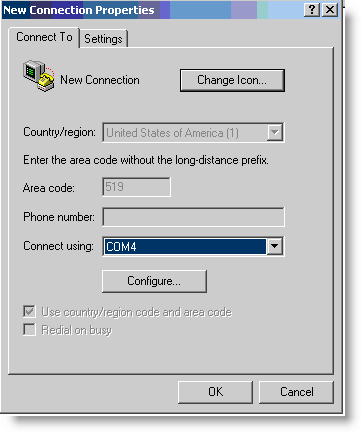 New Connection Properties
Connect To Settings
New Connection Change Icon...
Country/region: United States of America (1)
Enter the area code without the long-distance prefix.
Area code: 519
Phone number:
Connect using: COM4
Configure...
Use country/region code and area code
Redial on busy
OK Cancel